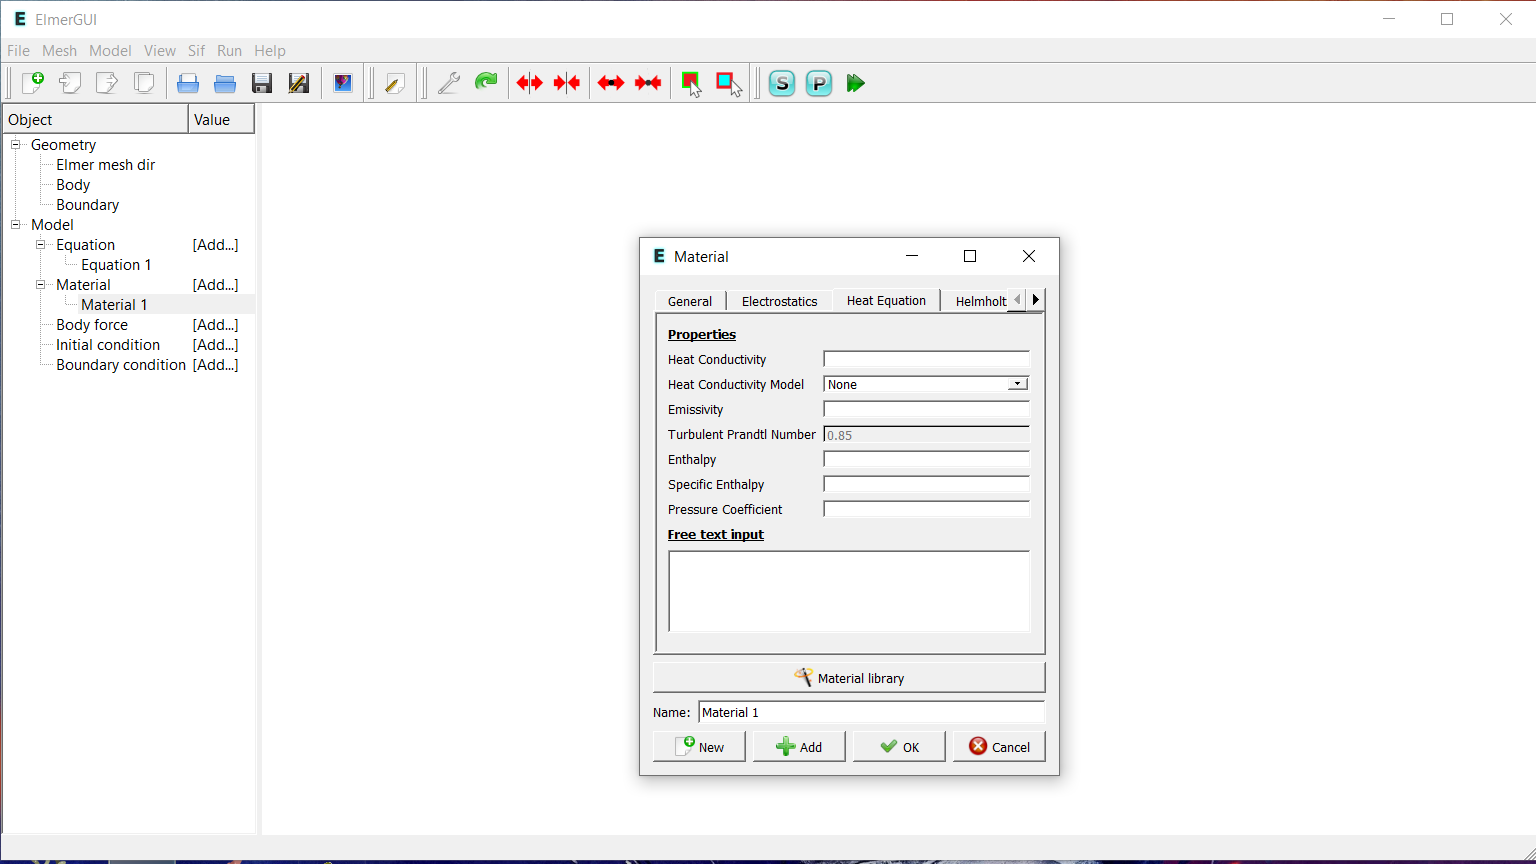 ElmerGUI
File Mesh Model View Sif Run Help
S P
Object Value
Geometry
Elmer mesh dir
Body
Boundary
Model
Equation [Add...]
Equation 1
Material [Add...]
Material 1
Body force [Add...]
Initial condition [Add...]
Boundary condition [Add...]
E Material
General Electrostatics Heat Equation Helmholt
Properties
Heat Conductivity
Heat Conductivity Model None
Emissivity
Turbulent Prandtl Number 0.85
Enthalpy
Specific Enthalpy
Pressure Coefficient
Free text input
Material library
Name: Material 1
New Add OK Cancel